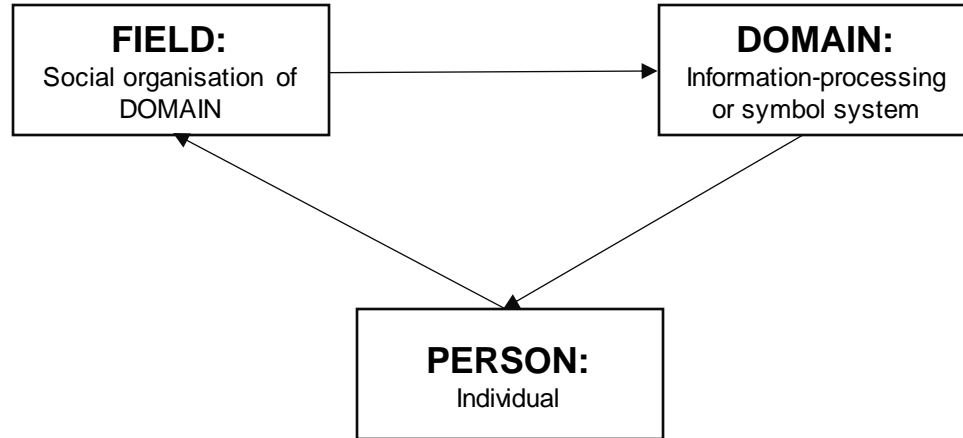 FIELD:
Social organisation of
DOMAIN
DOMAIN:
Information-processing
or symbol system
PERSON:
Individual